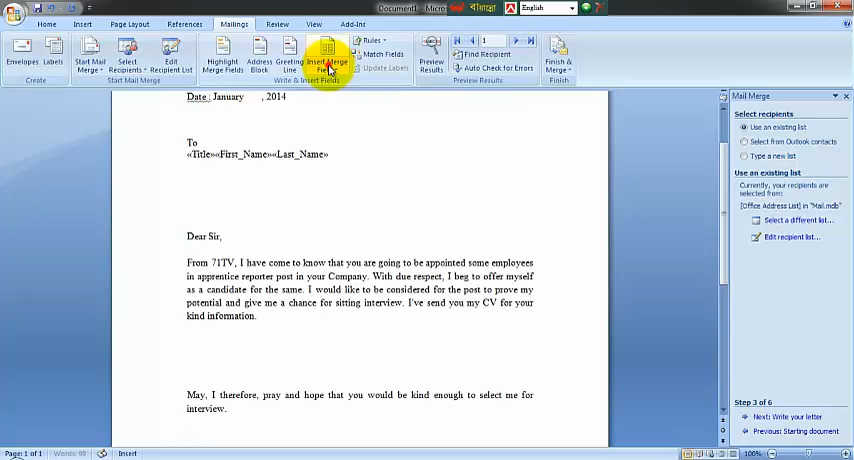 Document1 - Micros
বায়ান্নো
English
Home Insert Page Layout References Mailings Review View Add-Ins
Envelopes Labels
Start Mail Merge
Select Recipients
Edit Recipient List
Highlight Merge Fields
Address Block
Greeting Line
Insert Merge
Rules
Match Fields
Update Labels
Preview Results
1
Find Recipient
Auto Check for Errors
Finish & Merge
Create Start Mail Merge Write & Insert Fields Preview Results Finish
Date : January , 2014
To
«Title»«First_Name»«Last_Name»
Dear Sir,
From 71TV, I have come to know that you are going to be appointed some employees
in apprentice reporter post in your Company. With due respect, I beg to offer myself
as a candidate for the same. I would like to be considered for the post to prove my
potential and give me a chance for sitting interview. I've send you my CV for your
kind information.
May, I therefore, pray and hope that you would be kind enough to select me for
interview.
Mail Merge
Select recipients
Use an existing list
Select from Outlook contacts
Type a new list
Use an existing list
Currently, your recipients are
selected from:
[Office Address List] in "Mail.mdb"
Select a different list...
Edit recipient list...
Step 3 of 6
Next: Write your letter
Previous: Starting document
Page: 1 of 1 Words: 98 Insert 100%